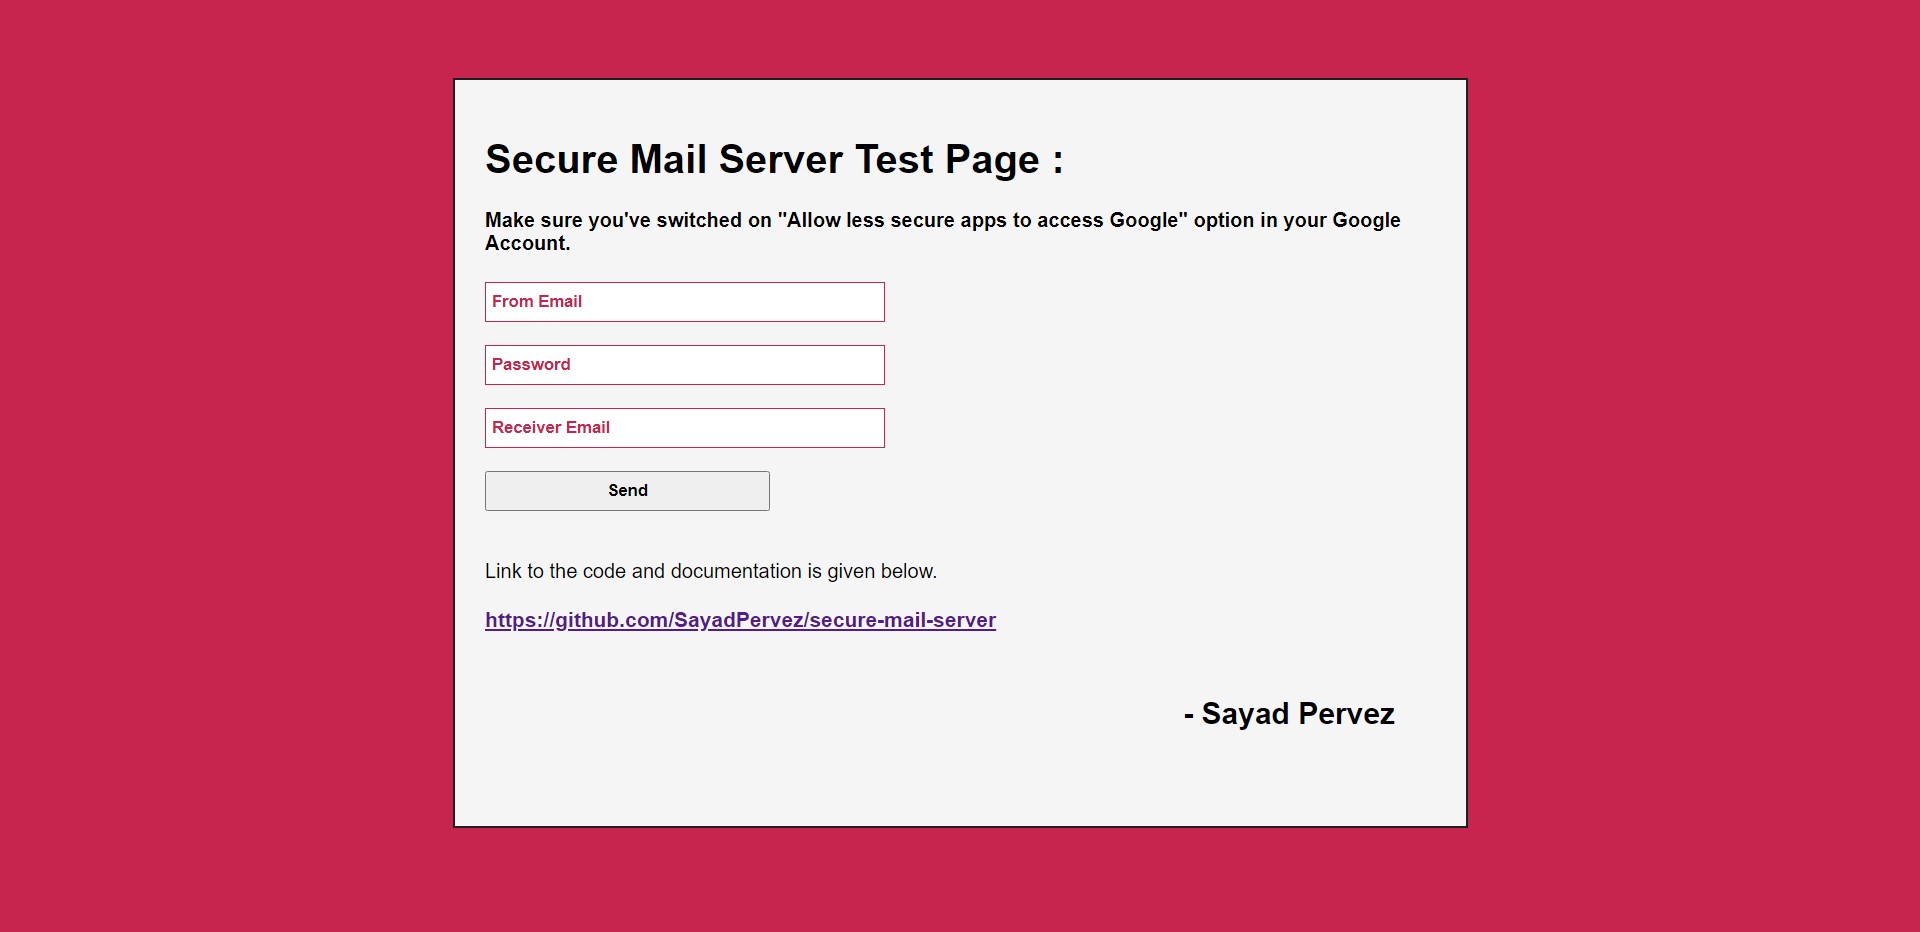 Secure Mail Server Test Page :
Make sure you've switched on "Allow less secure apps to access Google" option in your Google
Account.
From Email
Password
Receiver Email
Send
Link to the code and documentation is given below.
https://github.com/SayadPervez/secure-mail-server
- Sayad Pervez